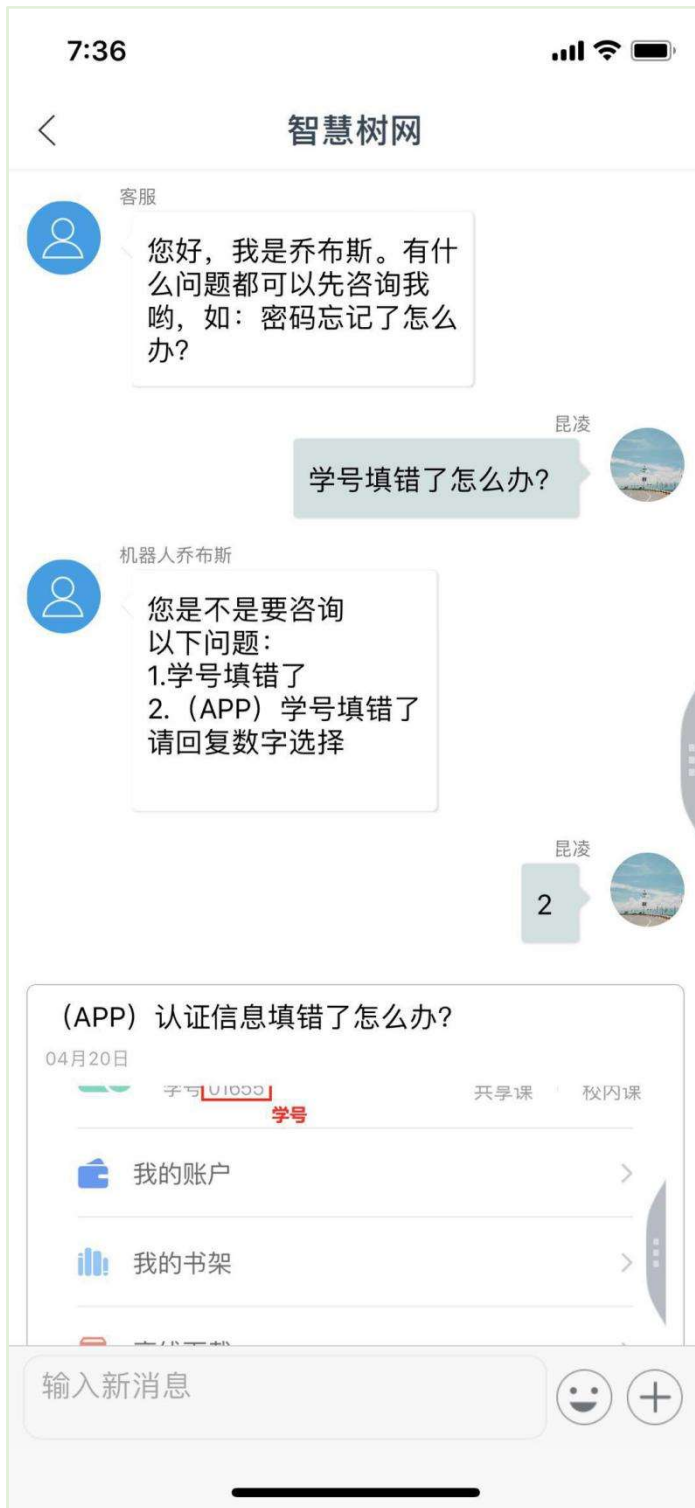 7:36
智慧树网
客服
您好，我是乔布斯。有什
么问题都可以先咨询我
哟，如：密码忘记了怎么
办？
昆凌
学号填错了怎么办？
机器人乔布斯
您是不是要咨询
以下问题：
1.学号填错了
2.（APP）学号填错了
请回复数字选择
昆凌
2
（APP）认证信息填错了怎么办？
04月20日
学号 01655 共享课 校内课
学号
我的账户
我的书架
输入新消息